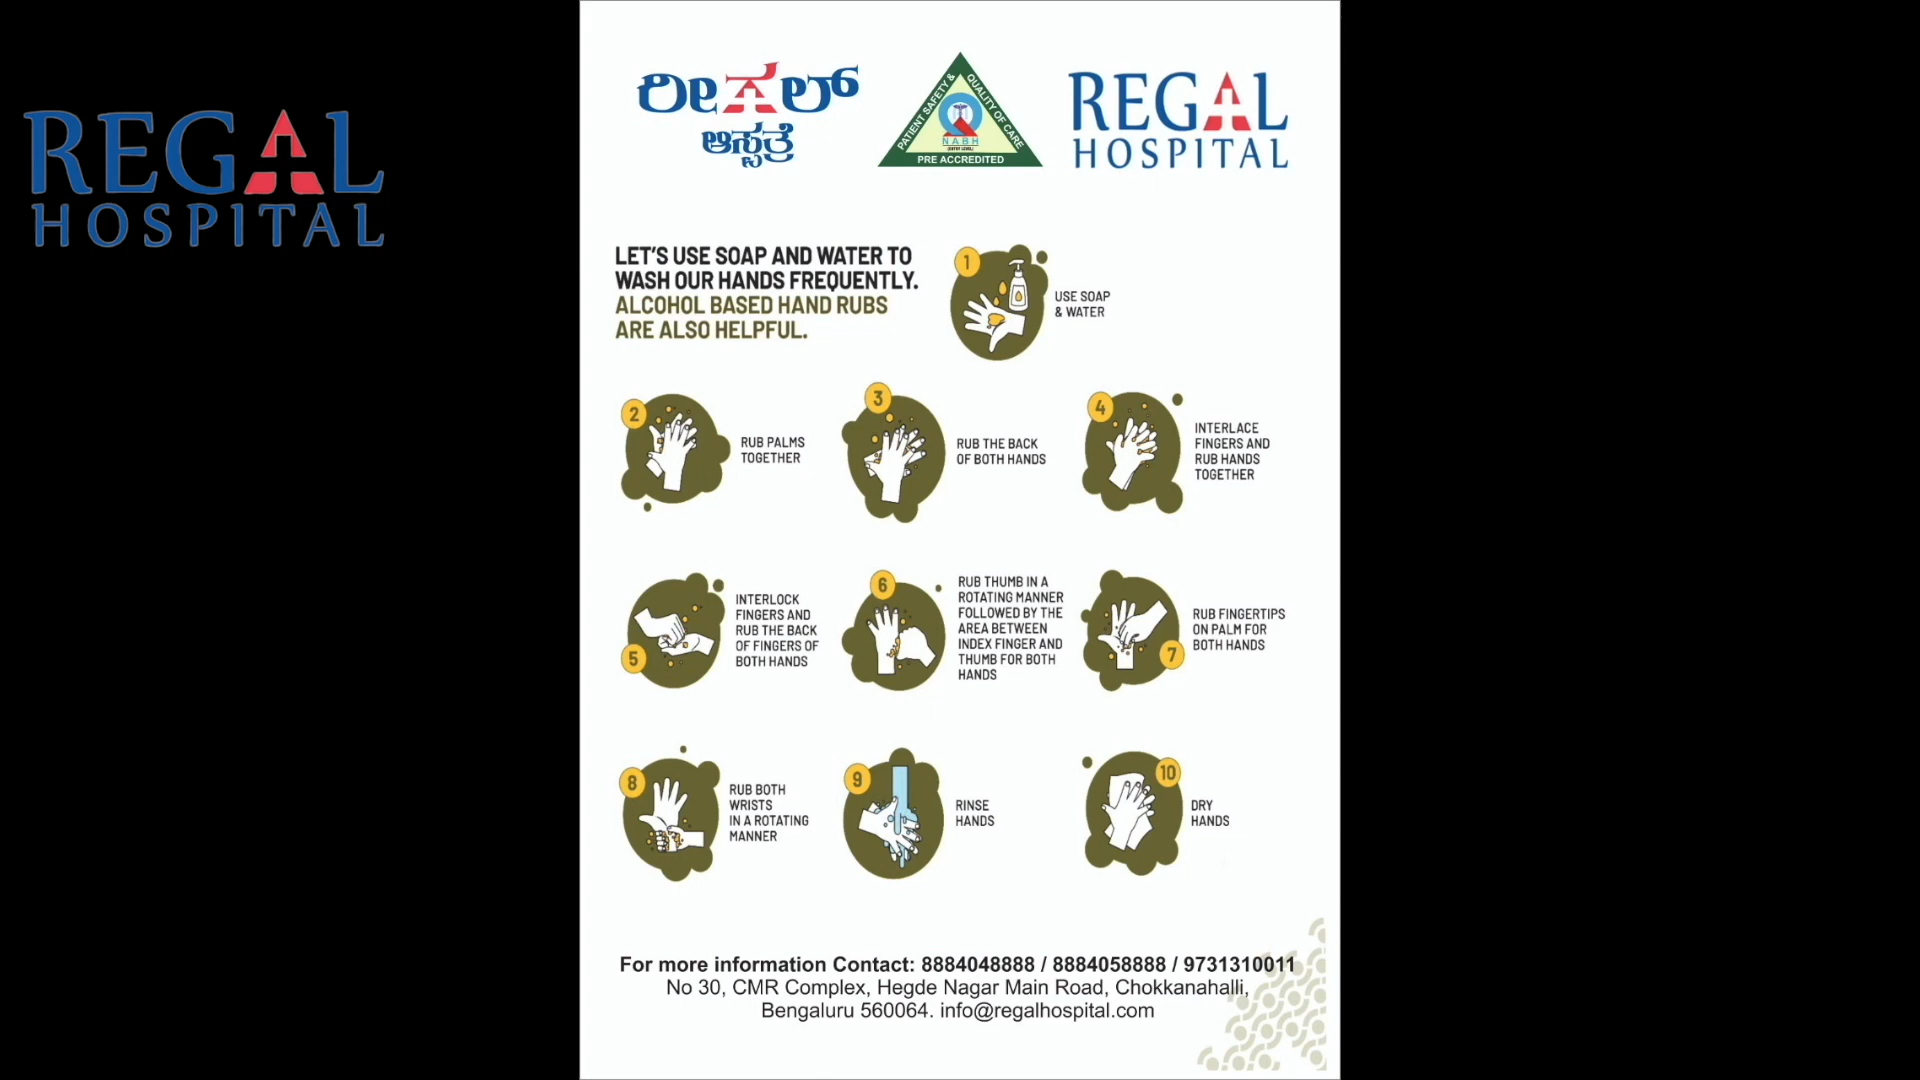 REGAL
HOSPITAL
ರೀಗಲ್
ಆಸ್ಪತ್ರೆ
PATIENT SAFETY &
QUALITY OF CARE
NABH
(ENTRY LEVEL)
PRE ACCREDITED
REGAL
HOSPITAL
LET'S USE SOAP AND WATER TO
WASH OUR HANDS FREQUENTLY.
ALCOHOL BASED HAND RUBS
ARE ALSO HELPFUL.
1
USE SOAP
& WATER
2
RUB PALMS
TOGETHER
3
RUB THE BACK
OF BOTH HANDS
4
INTERLACE
FINGERS AND
RUB HANDS
TOGETHER
5
INTERLOCK
FINGERS AND
RUB THE BACK
OF FINGERS OF
BOTH HANDS
6
RUB THUMB IN A
ROTATING MANNER
FOLLOWED BY THE
AREA BETWEEN
INDEX FINGER AND
THUMB FOR BOTH
HANDS
7
RUB FINGERTIPS
ON PALM FOR
BOTH HANDS
8
RUB BOTH
WRISTS
IN A ROTATING
MANNER
9
RINSE
HANDS
10
DRY
HANDS
For more information Contact: 8884048888 / 8884058888 / 9731310011
No 30, CMR Complex, Hegde Nagar Main Road, Chokkanahalli,
Bengaluru 560064. info@regalhospital.com